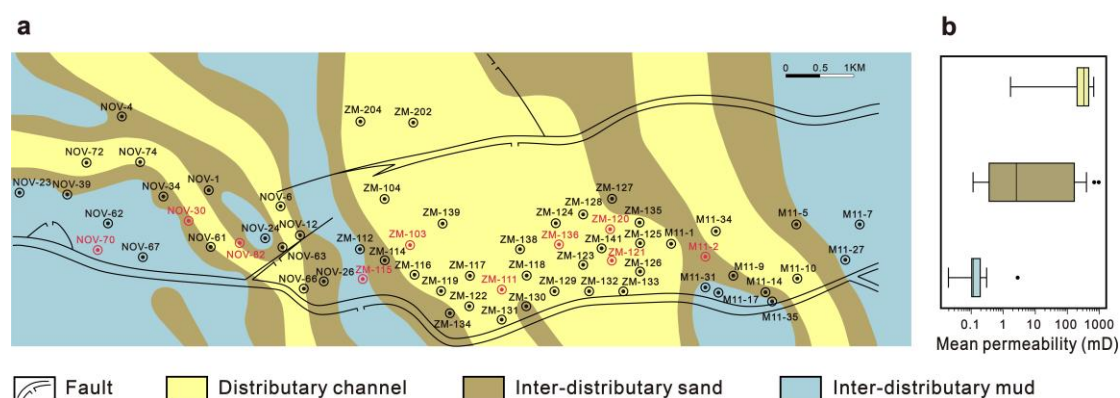 a
b
0 0.5 1KM
NOV-4
ZM-204
ZM-202
NOV-72
NOV-74
NOV-23
NOV-39
NOV-34
NOV-1
NOV-6
ZM-104
ZM-127
NOV-62
NOV-30
NOV-24
NOV-12
ZM-139
ZM-128
ZM-124
ZM-120
ZM-135
M11-34
M11-5
M11-7
NOV-70
NOV-67
NOV-61
NOV-82
NOV-63
ZM-112
ZM-114
ZM-103
ZM-138
ZM-136
ZM-141
ZM-125
M11-1
M11-2
M11-27
NOV-66
NOV-26
ZM-115
ZM-116
ZM-117
ZM-118
ZM-123
ZM-121
ZM-126
M11-31
M11-9
M11-10
ZM-119
ZM-111
ZM-129
ZM-132
ZM-133
M11-17
M11-14
ZM-122
ZM-130
M11-35
ZM-134
ZM-131
0.1 1 10 100 1000
Mean permeability (mD)
Fault
Distributary channel
Inter-distributary sand
Inter-distributary mud